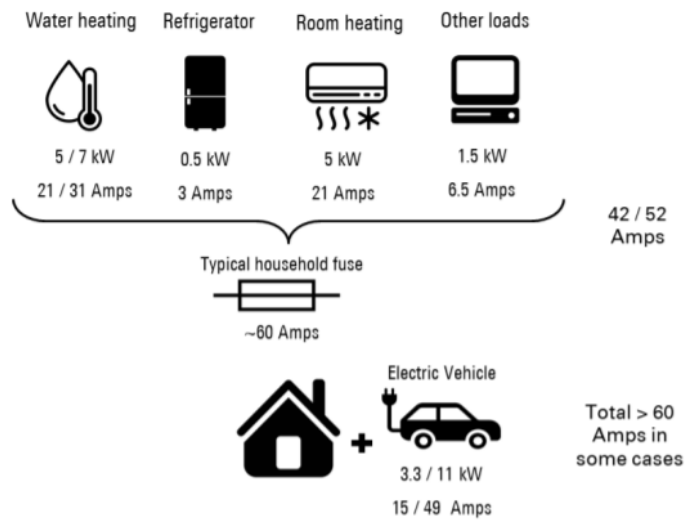 Water heating
Refrigerator
Room heating
Other loads
5 / 7 kW
0.5 kW
5 kW
1.5 kW
21 / 31 Amps
3 Amps
21 Amps
6.5 Amps
42 / 52
Amps
Typical household fuse
~60 Amps
Electric Vehicle
3.3 / 11 kW
15 / 49 Amps
Total > 60
Amps in
some cases